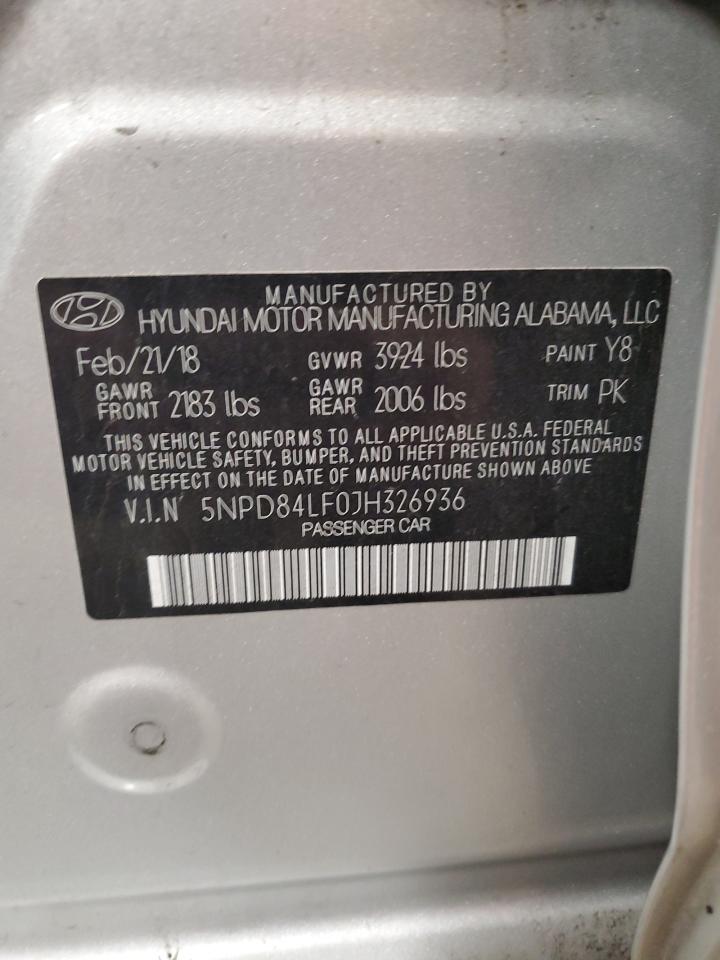 MANUFACTURED BY
HYUNDAI MOTOR MANUFACTURING ALABAMA, LLC
Feb/21/18 GVWR 3924 lbs PAINT Y8
GAWR FRONT 2183 lbs GAWR REAR 2006 lbs TRIM PK
THIS VEHICLE CONFORMS TO ALL APPLICABLE U.S.A. FEDERAL
MOTOR VEHICLE SAFETY, BUMPER, AND THEFT PREVENTION STANDARDS
IN EFFECT ON THE DATE OF MANUFACTURE SHOWN ABOVE
V.I.N 5NPD84LF0JH326936
PASSENGER CAR